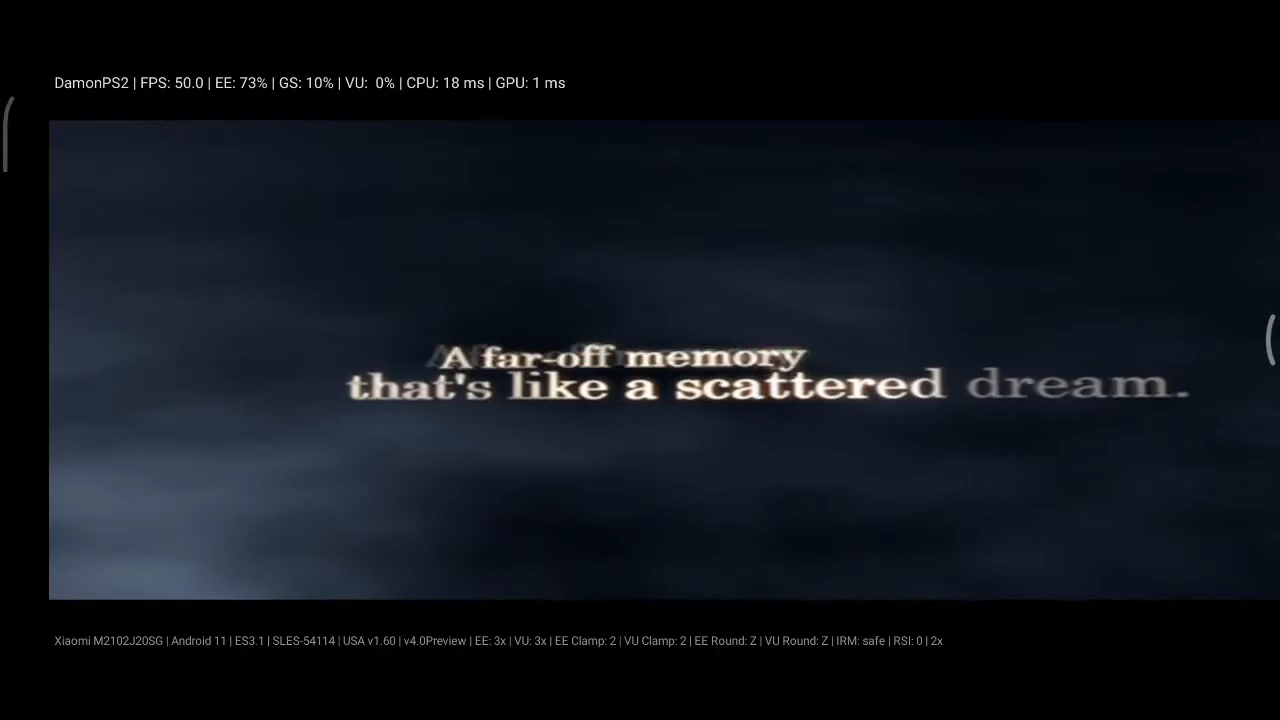 DamonPS2 | FPS: 50.0 | EE: 73% | GS: 10% | VU:  0% | CPU: 18 ms | GPU: 1 ms
A far-off memory
that's like a scattered dream.
Xiaomi M2102J20SG | Android 11 | ES3.1 | SLES-54114 | USA v1.60 | v4.0Preview | EE: 3x | VU: 3x | EE Clamp: 2 | VU Clamp: 2 | EE Round: Z | VU Round: Z | IRM: safe | RSI: 0 | 2x